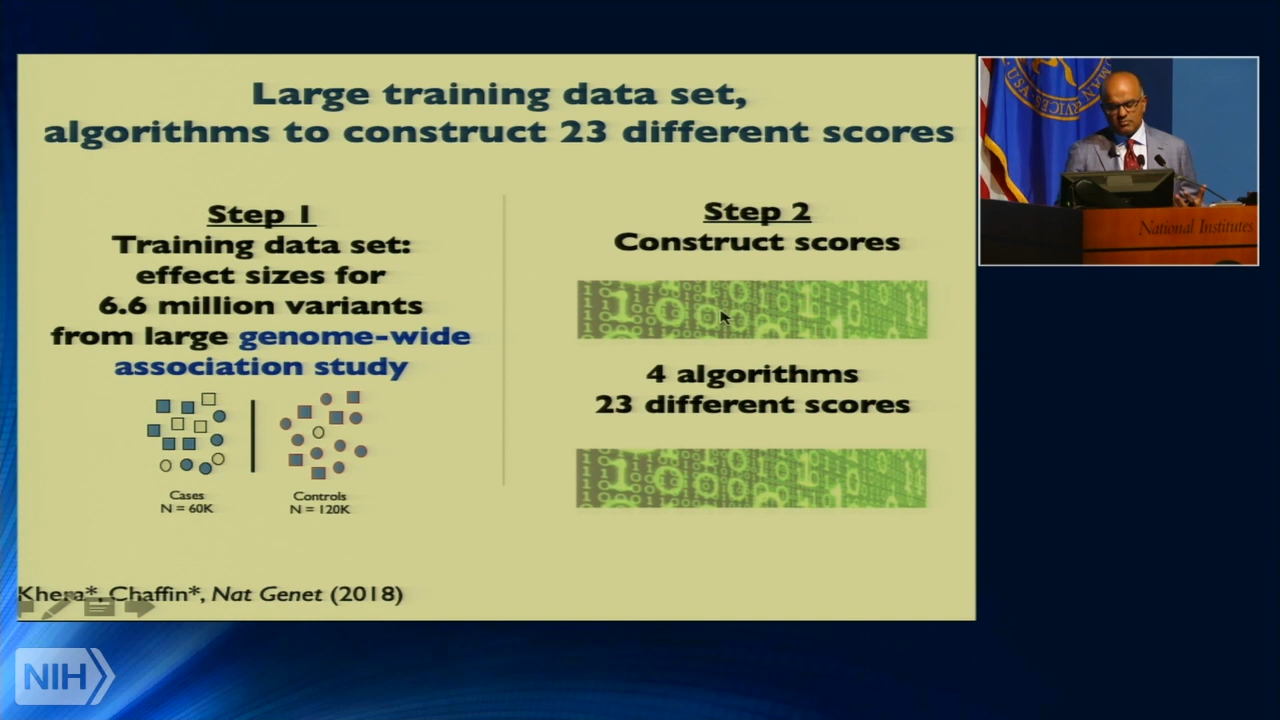 Large training data set,
algorithms to construct 23 different scores
Step 1
Training data set:
effect sizes for
6.6 million variants
from large genome-wide
association study
Cases
N = 60K
Controls
N = 120K
Step 2
Construct scores
4 algorithms
23 different scores
Khera*, Chaffin*, Nat Genet (2018)
National Institutes
NIH